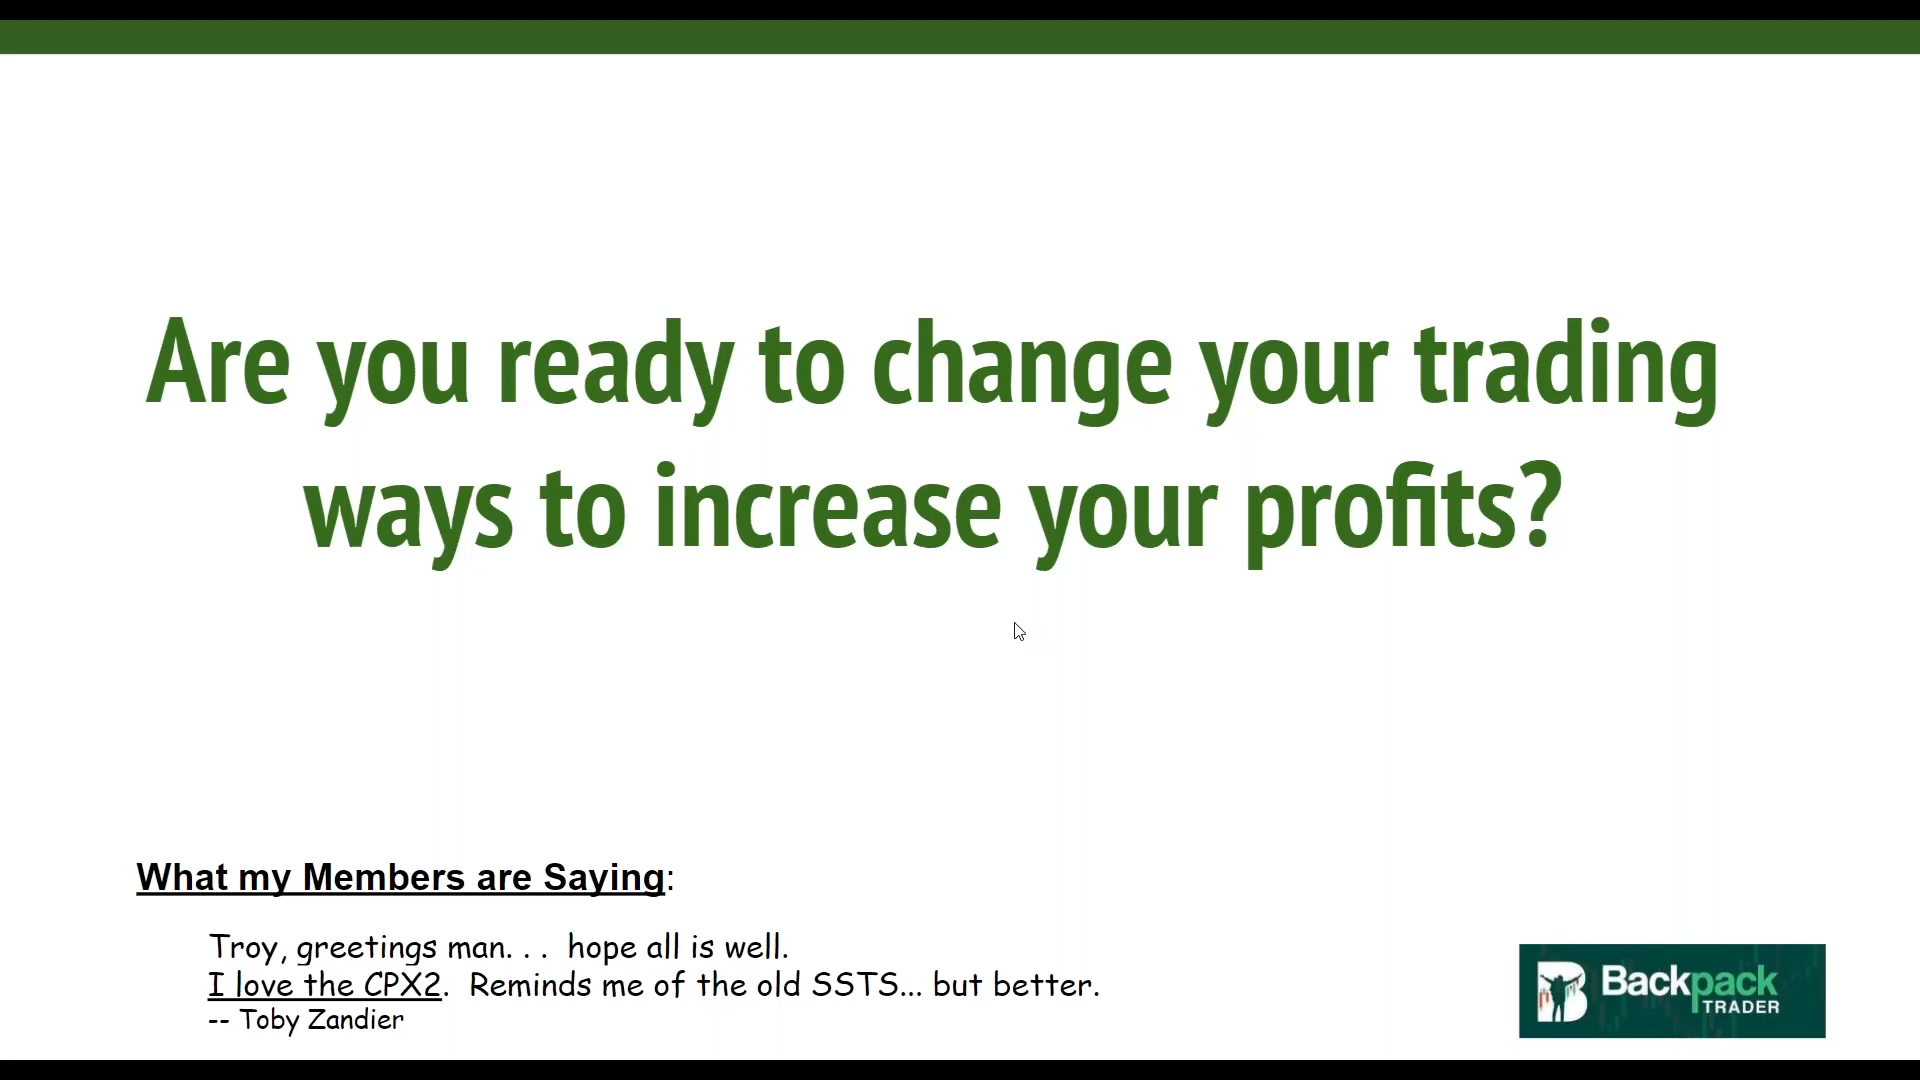 Are you ready to change your trading
ways to increase your profits?
What my Members are Saying:
Troy, greetings man. . .  hope all is well.
I love the CPX2.  Reminds me of the old SSTS... but better.
-- Toby Zandier
Backpack
TRADER